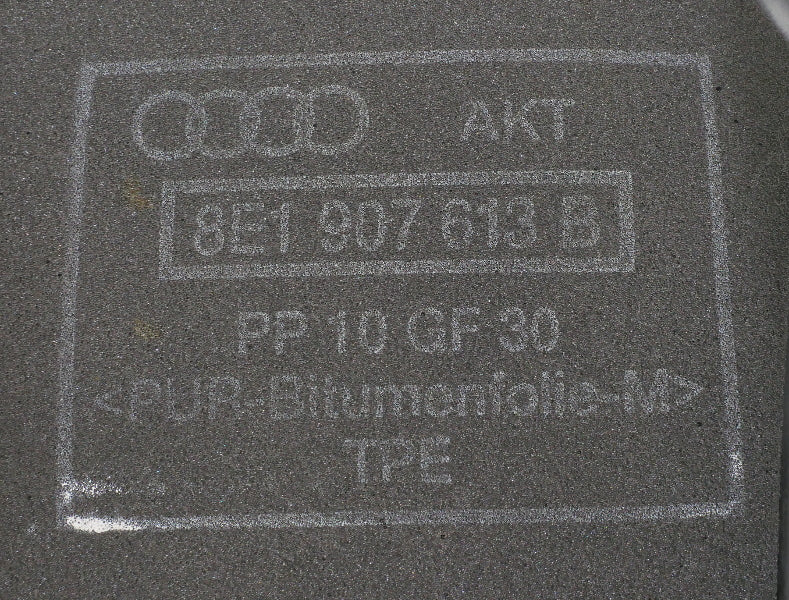 AKT
8E1 907 613 B
PP 10 GF 30
<PUR-Bitumenfolie-M>
TPE